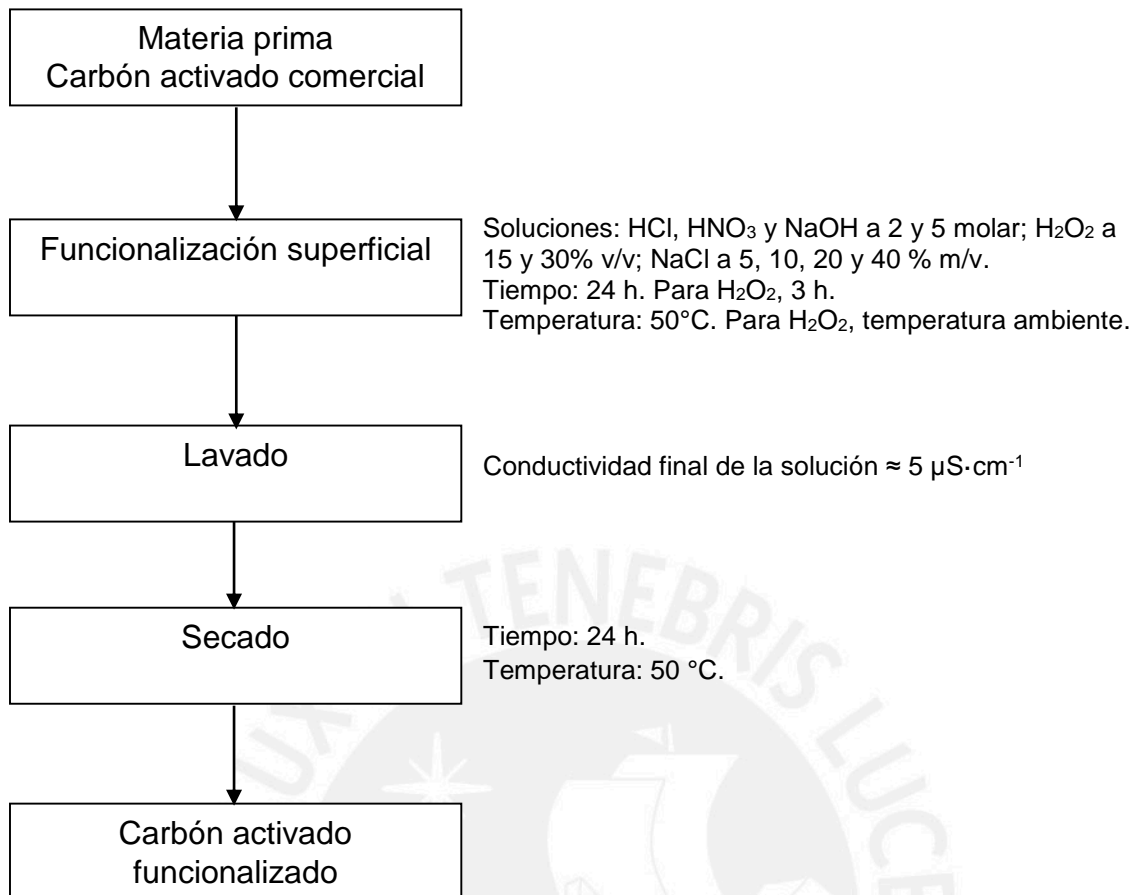 Materia prima
Carbón activado comercial
Funcionalización superficial
Soluciones: HCl, HNO₃ y NaOH a 2 y 5 molar; H₂O₂ a
15 y 30% v/v; NaCl a 5, 10, 20 y 40 % m/v.
Tiempo: 24 h. Para H₂O₂, 3 h.
Temperatura: 50°C. Para H₂O₂, temperatura ambiente.
Lavado
Conductividad final de la solución ≈ 5 µS·cm⁻¹
Secado
Tiempo: 24 h.
Temperatura: 50 °C.
Carbón activado
funcionalizado
TENEBRIS